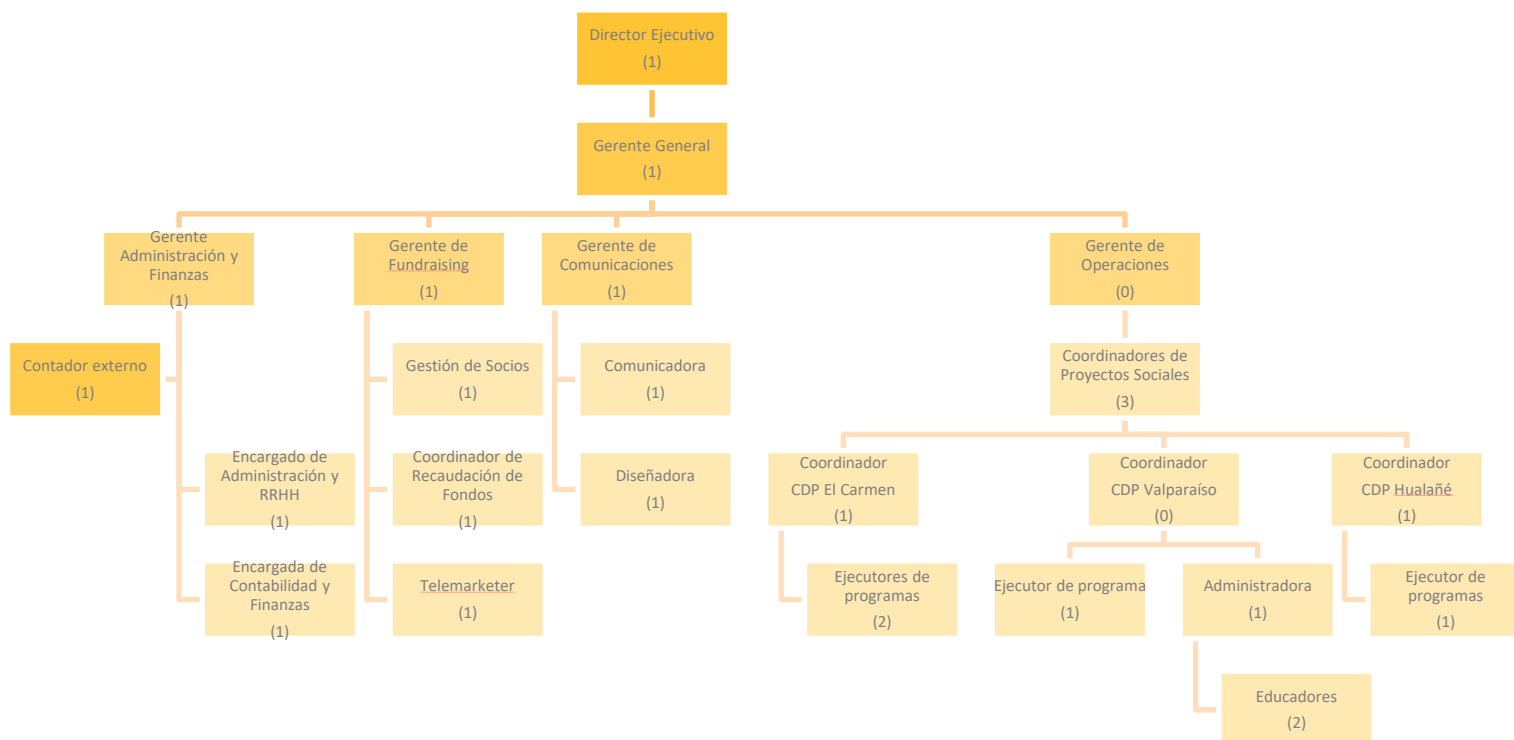 Director Ejecutivo
(1)
Gerente General
(1)
Gerente
Administración y
Finanzas
(1)
Gerente de
Fundraising
(1)
Gerente de
Comunicaciones
(1)
Gerente de
Operaciones
(0)
Contador externo
(1)
Gestión de Socios
(1)
Comunicadora
(1)
Coordinadores de
Proyectos Sociales
(3)
Encargado de
Administración y
RRHH
(1)
Coordinador de
Recaudación de
Fondos
(1)
Diseñadora
(1)
Coordinador
CDP El Carmen
(1)
Coordinador
CDP Valparaíso
(0)
Coordinador
CDP Hualañé
(1)
Encargada de
Contabilidad y
Finanzas
(1)
Telemarketer
(1)
Ejecutores de
programas
(2)
Ejecutor de programa
(1)
Administradora
(1)
Ejecutor de
programas
(1)
Educadores
(2)